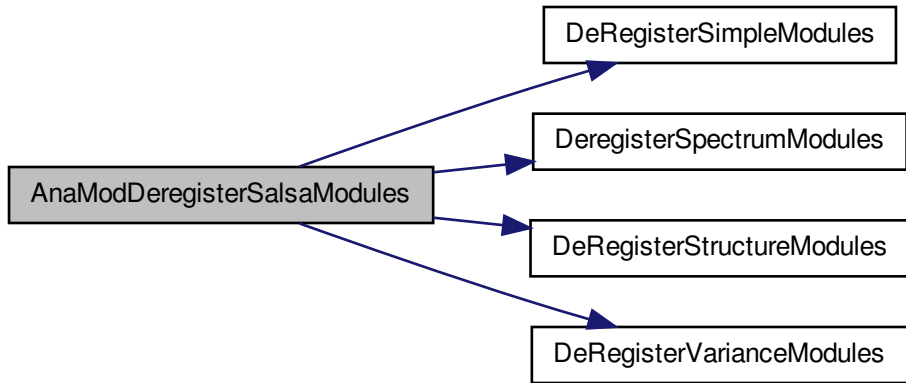 DeRegisterSimpleModules
DeregisterSpectrumModules
AnaModDeregisterSalsaModules
DeRegisterStructureModules
DeRegisterVarianceModules